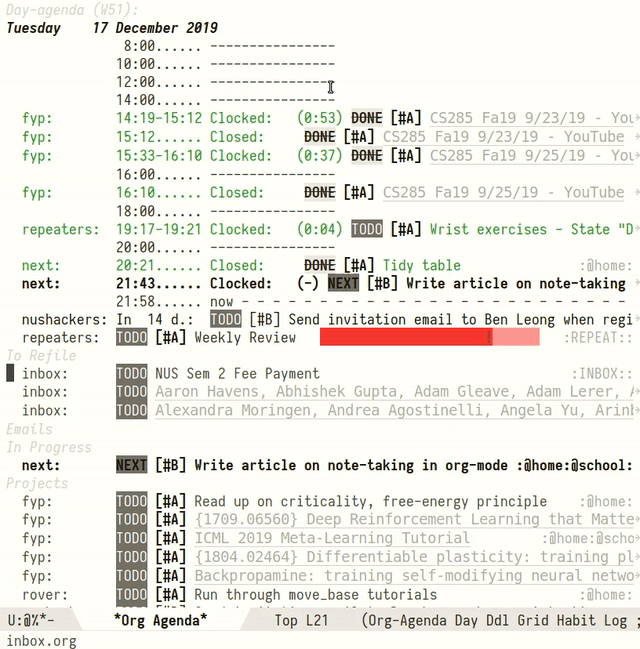 Day-agenda (W51):
Tuesday    17 December 2019
8:00...... ----------------
10:00...... ----------------
12:00...... ----------------
14:00...... ----------------
fyp: 14:19-15:12 Clocked: (0:53) DONE [#A] CS285 Fa19 9/23/19 - You
fyp: 15:12...... Closed: DONE [#A] CS285 Fa19 9/23/19 - YouTube
fyp: 15:33-16:10 Clocked: (0:37) DONE [#A] CS285 Fa19 9/25/19 - You
16:00...... ----------------
fyp: 16:10...... Closed: DONE [#A] CS285 Fa19 9/25/19 - YouTube
18:00...... ----------------
repeaters: 19:17-19:21 Clocked: (0:04) TODO [#A] Wrist exercises - State "D
20:00...... ----------------
next: 20:21...... Closed: DONE [#A] Tidy table :@home:
next: 21:43...... Clocked: (-) NEXT [#B] Write article on note-taking
21:58...... now - - - - - - - - - - - - - - - - - - - - - - - - -
nushackers: In 14 d.: TODO [#B] Send invitation email to Ben Leong when regi
repeaters: TODO [#A] Weekly Review ! :REPEAT::
To Refile
inbox: TODO NUS Sem 2 Fee Payment :INBOX::
inbox: TODO Aaron Havens, Abhishek Gupta, Adam Gleave, Adam Lerer, A
inbox: TODO Alexandra Moringen, Andrea Agostinelli, Angela Yu, Arin
Emails
In Progress
next: NEXT [#B] Write article on note-taking in org-mode :@home:@school:
Projects
fyp: TODO [#A] Read up on criticality, free-energy principle :@home:
fyp: TODO [#A] {1709.06560} Deep Reinforcement Learning that Matte
fyp: TODO [#A] ICML 2019 Meta-Learning Tutorial :@home:@scho
fyp: TODO [#A] {1804.02464} Differentiable plasticity: training pl
fyp: TODO [#A] Backpropamine: training self-modifying neural netwo
rover: TODO [#A] Run through move_base tutorials :@home:
U:@%*- *Org Agenda* Top L21 (Org-Agenda Day Ddl Grid Habit Log ;
inbox.org